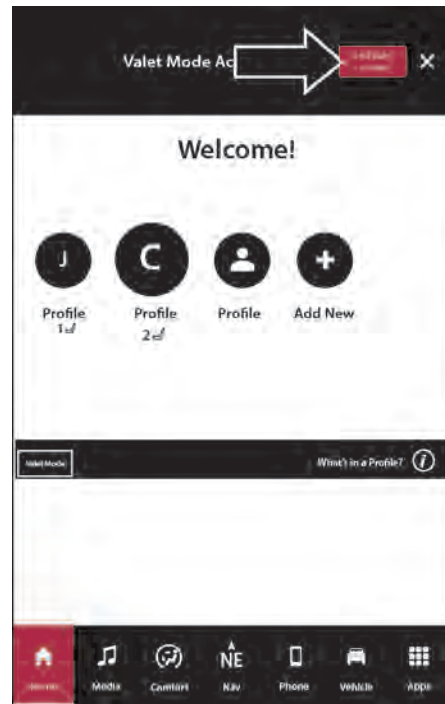 Valet Mode Ac
Welcome!
J
C
Profile
1
Profile
2
Profile
Add New
Valet Mode
What's in a Profile?
i
Media
Comfort
NE
Nav
Phone
Vehicle
Apps